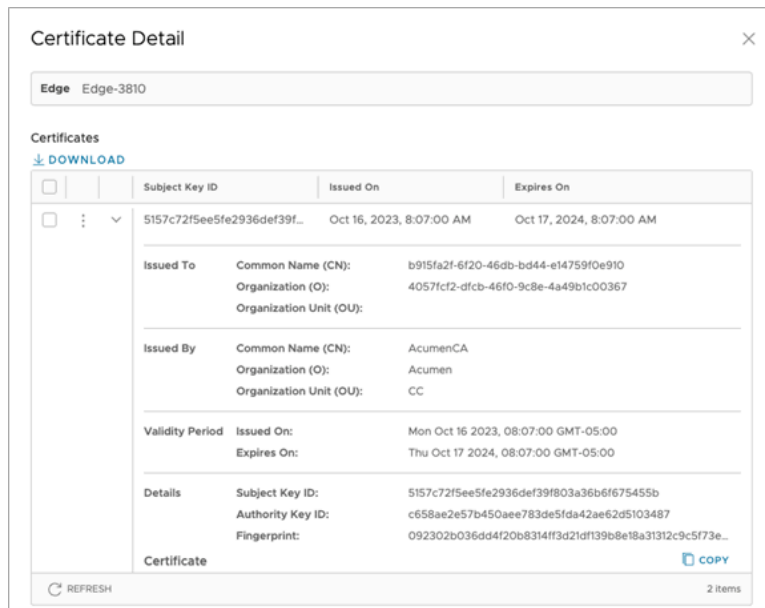 Certificate Detail
Edge Edge-3810
Certificates
DOWNLOAD
Subject Key ID Issued On Expires On
5157c72f5ee5fe2936def39f... Oct 16, 2023, 8:07:00 AM Oct 17, 2024, 8:07:00 AM
Issued To Common Name (CN): b915fa2f-6f20-46db-bd44-e14759f0e910
Organization (O): 4057fcf2-dfcb-46f0-9c8e-4a49b1c00367
Organization Unit (OU):
Issued By Common Name (CN): AcumenCA
Organization (O): Acumen
Organization Unit (OU): CC
Validity Period Issued On: Mon Oct 16 2023, 08:07:00 GMT-05:00
Expires On: Thu Oct 17 2024, 08:07:00 GMT-05:00
Details Subject Key ID: 5157c72f5ee5fe2936def39f803a36b6f675455b
Authority Key ID: c658ae2e57b450aee783de5fda42ae62d5103487
Fingerprint: 092302b036dd4f20b8314ff3d21df139b8e18a31312c9c5f73e...
Certificate COPY
REFRESH 2 items